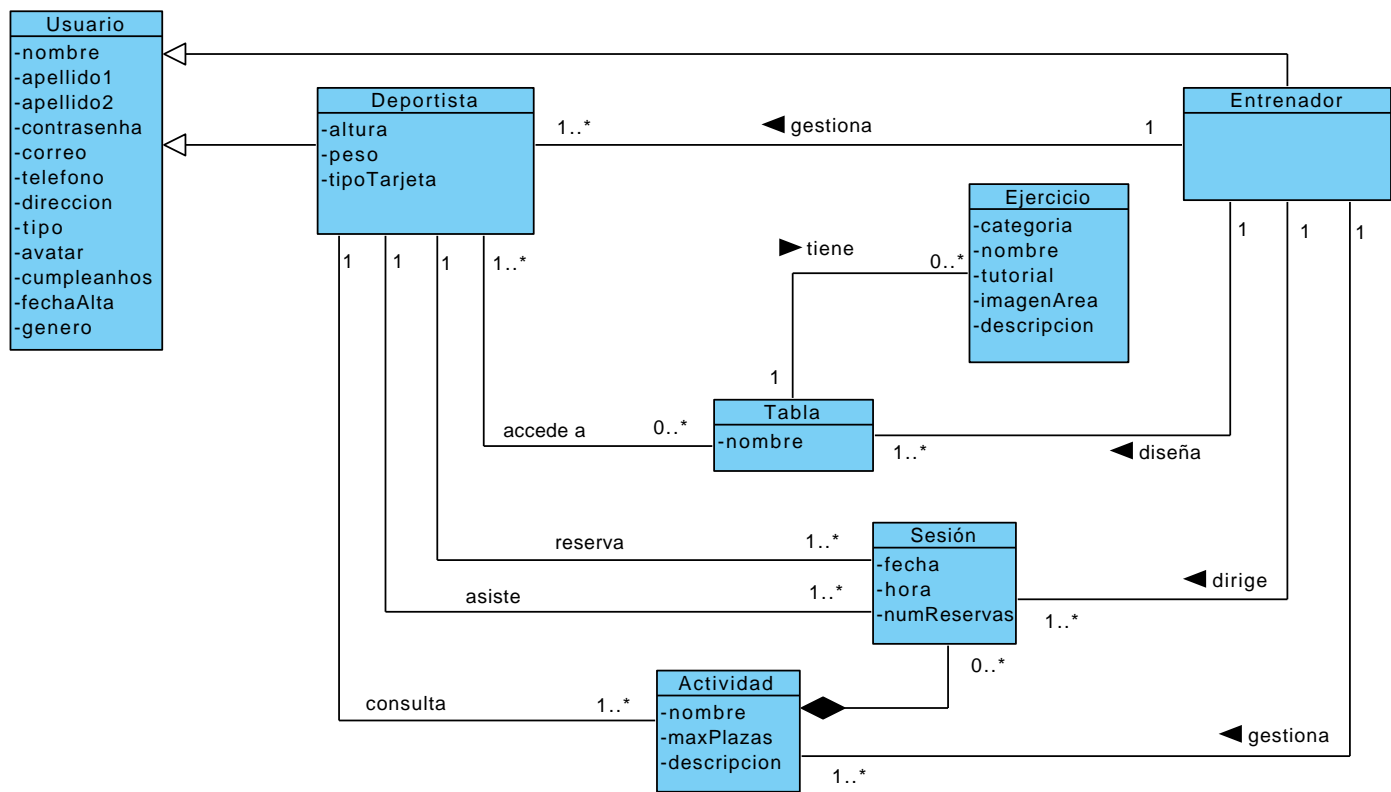 Usuario
-nombre
-apellido1
-apellido2
-contrasenha
-correo
-telefono
-direccion
-tipo
-avatar
-cumpleanhos
-fechaAlta
-genero
Deportista
-altura
-peso
-tipoTarjeta
1..*
◄ gestiona
1
Entrenador
Ejercicio
-categoria
-nombre
-tutorial
-imagenArea
-descripcion
► tiene
0..*
1
1
1
1
1..*
1
1
1
1
Tabla
-nombre
accede a
0..*
1..*
◄ diseña
reserva
1..*
asiste
1..*
Sesión
-fecha
-hora
-numReservas
◄ dirige
1..*
0..*
consulta
1..*
Actividad
-nombre
-maxPlazas
-descripcion
◄ gestiona
1..*